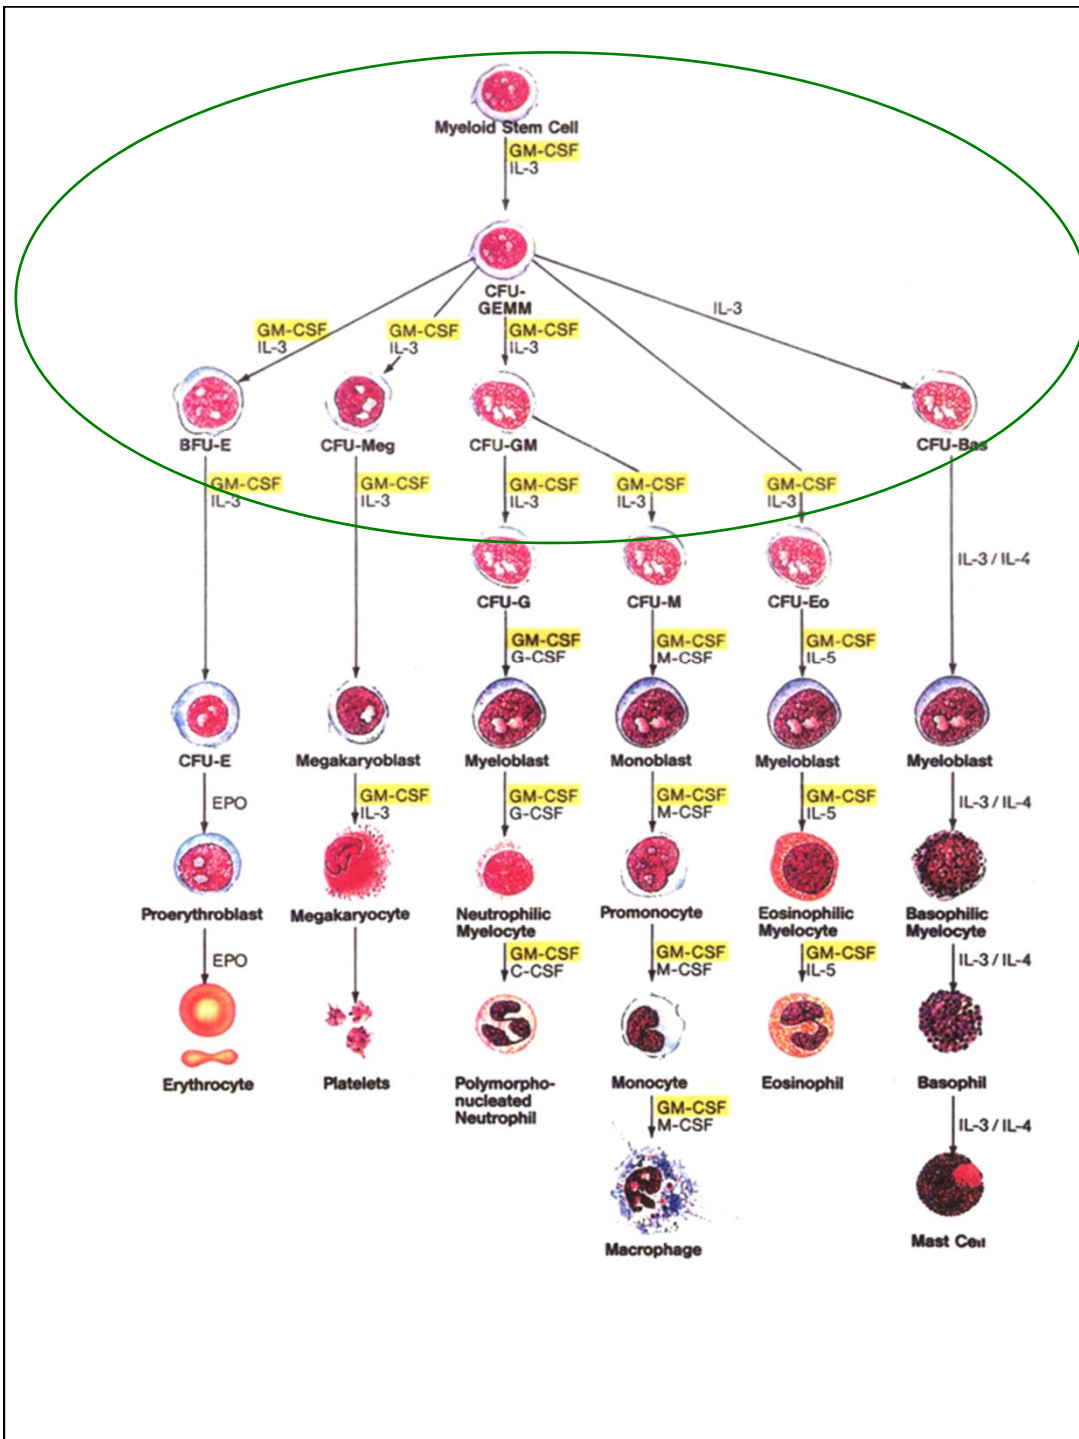 Myeloid Stem Cell
GM-CSF
IL-3
CFU-
GEMM
IL-3
GM-CSF
IL-3
GM-CSF
IL-3
GM-CSF
IL-3
BFU-E
CFU-Meg
CFU-GM
CFU-Bas
GM-CSF
IL-3
GM-CSF
IL-3
GM-CSF
IL-3
GM-CSF
IL-3
GM-CSF
IL-3
IL-3 / IL-4
CFU-G
CFU-M
CFU-Eo
GM-CSF
G-CSF
GM-CSF
M-CSF
GM-CSF
IL-5
CFU-E
Megakaryoblast
Myeloblast
Monoblast
Myeloblast
Myeloblast
EPO
GM-CSF
IL-3
GM-CSF
G-CSF
GM-CSF
M-CSF
GM-CSF
IL-5
IL-3 / IL-4
Proerythroblast
Megakaryocyte
Neutrophilic
Myelocyte
Promonocyte
Eosinophilic
Myelocyte
Basophilic
Myelocyte
EPO
GM-CSF
C-CSF
GM-CSF
M-CSF
GM-CSF
IL-5
IL-3 / IL-4
Erythrocyte
Platelets
Polymorpho-
nucleated
Neutrophil
Monocyte
Eosinophil
Basophil
GM-CSF
M-CSF
IL-3 / IL-4
Macrophage
Mast Cell